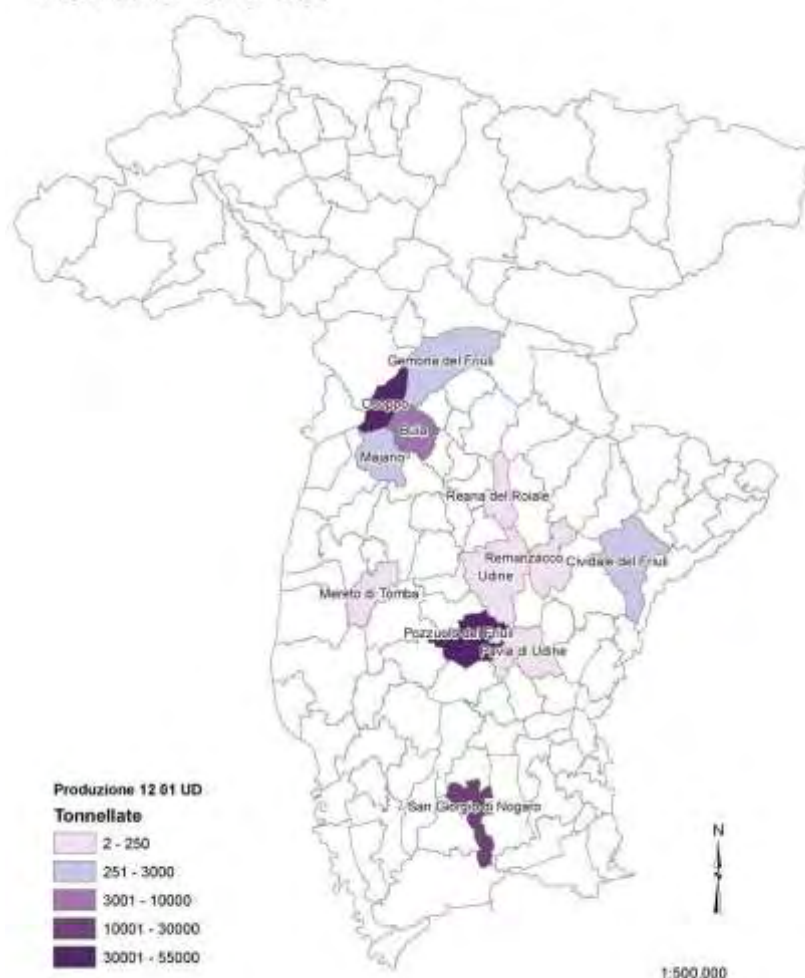 Gemona del Friuli
Osoppo
Buia
Majano
Reana del Roiale
Remanzacco
Cividale del Friuli
Udine
Mereto di Tomba
Pozzuolo del Friuli
Pavia di Udine
San Giorgio di Nogaro
Produzione 12 01 UD
Tonnellate
2 - 250
251 - 3000
3001 - 10000
10001 - 30000
30001 - 55000
N
1:500.000